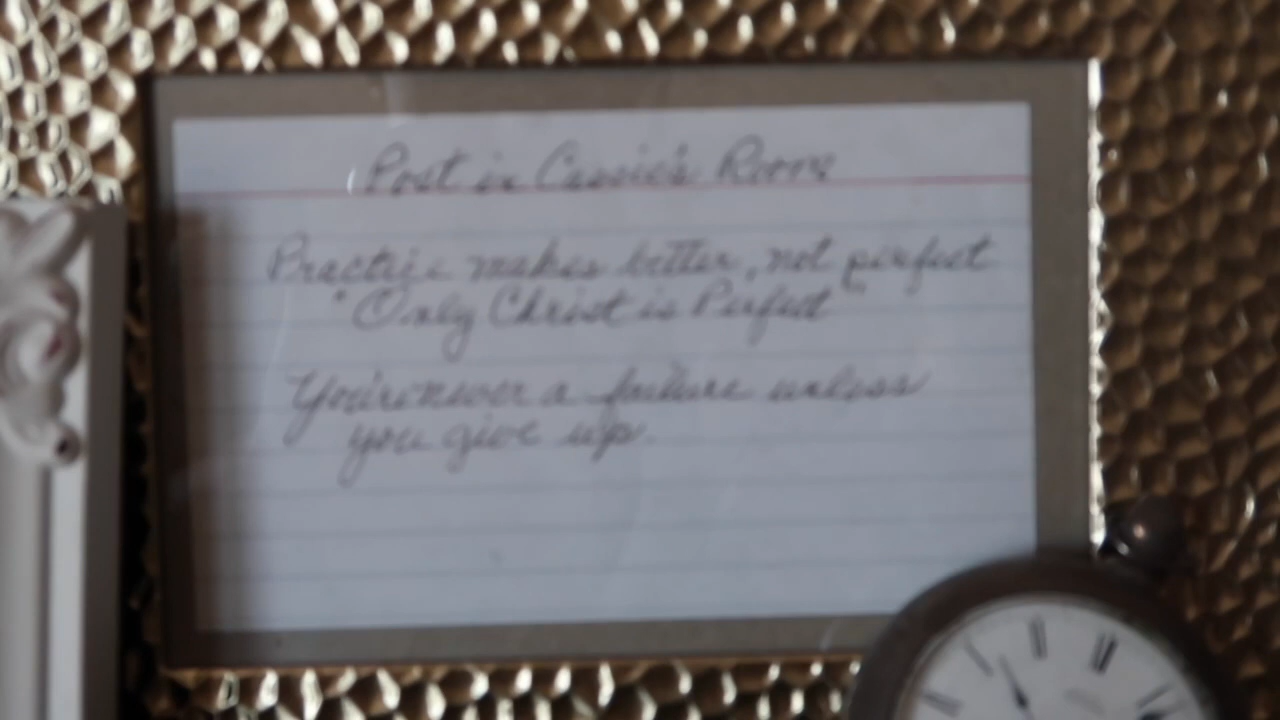 Post in Cassie's Room
Practice makes better, not perfect
"Only Christ is Perfect"
You're never a failure unless
you give up.